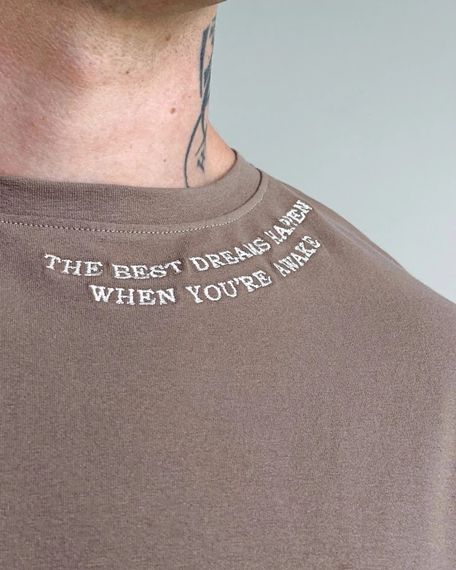 THE BEST DREAMS HAPPEN
WHEN YOU'RE AWAKE